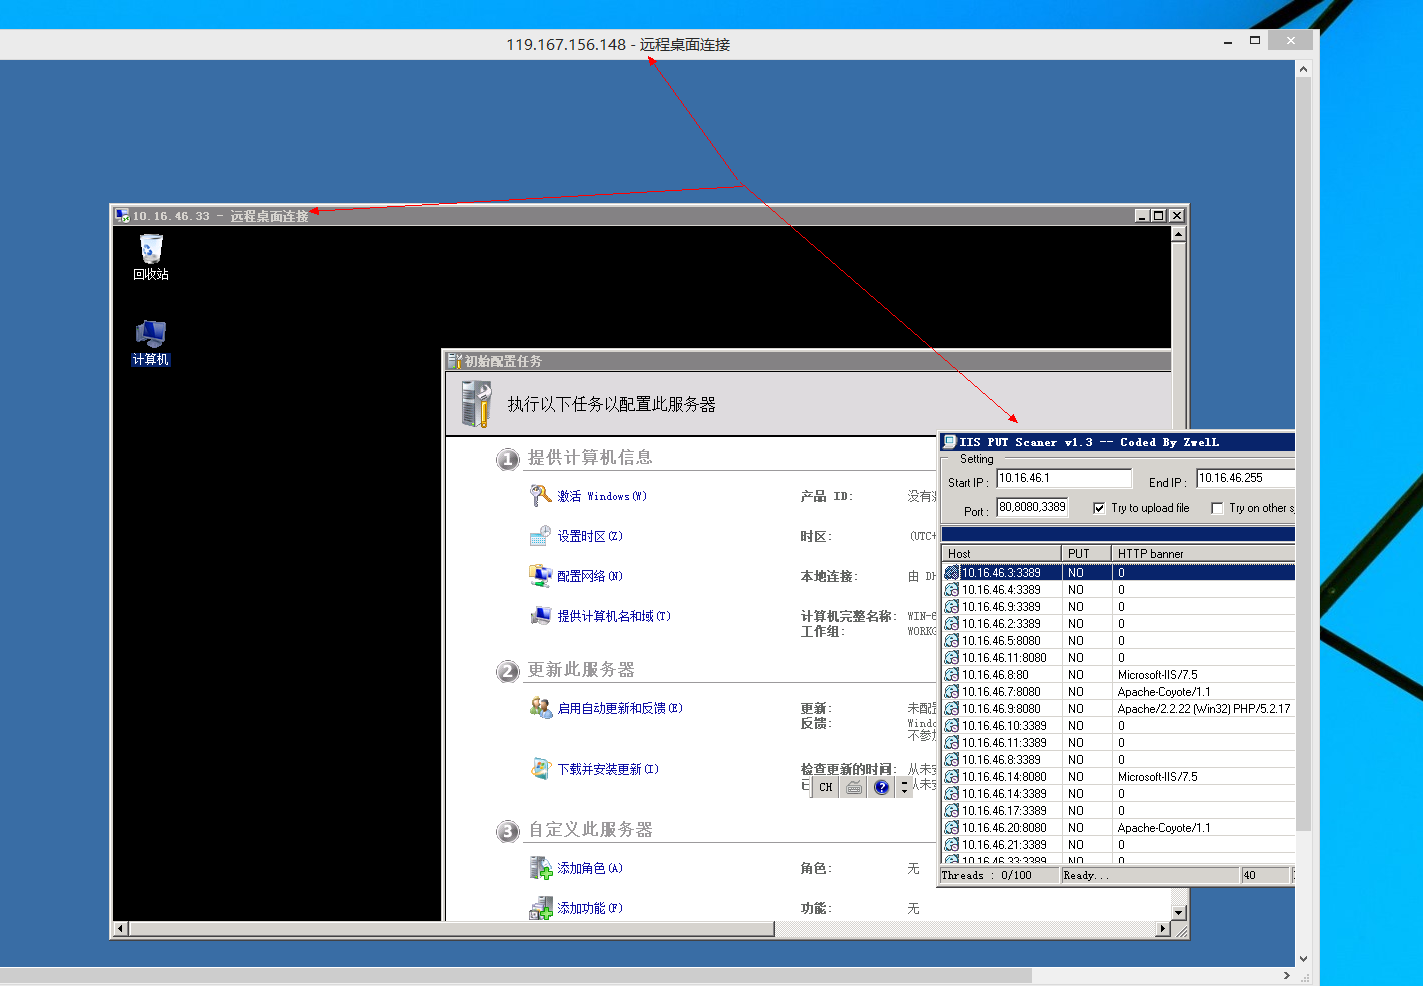 119.167.156.148 - 远程桌面连接
10.16.46.33 - 远程桌面连接
回收站
计算机
初始配置任务
执行以下任务以配置此服务器
1 提供计算机信息
激活 Windows(W)
产品 ID:
没有
设置时区(Z)
时区:
(UTC+
配置网络(N)
本地连接:
由 DH
提供计算机名和域(T)
计算机完整名称:
WIN-6
工作组:
WORKG
2 更新此服务器
启用自动更新和反馈(E)
更新:
未配置
反馈:
Windo
不参加
下载并安装更新(I)
检查更新的时间:
从未安
从未安
CH
3 自定义此服务器
添加角色(A)
角色:
无
添加功能(F)
功能:
无
IIS PUT Scaner v1.3 -- Coded By ZwelL
Setting
Start IP : 10.16.46.1 End IP : 10.16.46.255
Port : 80,8080,3389 Try to upload file Try on other s
Host PUT HTTP banner
10.16.46.3:3389 NO 0
10.16.46.4:3389 NO 0
10.16.46.9:3389 NO 0
10.16.46.2:3389 NO 0
10.16.46.5:8080 NO 0
10.16.46.11:8080 NO 0
10.16.46.8:80 NO Microsoft-IIS/7.5
10.16.46.7:8080 NO Apache-Coyote/1.1
10.16.46.9:8080 NO Apache/2.2.22 (Win32) PHP/5.2.17
10.16.46.10:3389 NO 0
10.16.46.11:3389 NO 0
10.16.46.8:3389 NO 0
10.16.46.14:8080 NO Microsoft-IIS/7.5
10.16.46.14:3389 NO 0
10.16.46.17:3389 NO 0
10.16.46.20:8080 NO Apache-Coyote/1.1
10.16.46.21:3389 NO 0
10.16.46.33:3389 NO 0
Threads : 0/100 Ready... 40